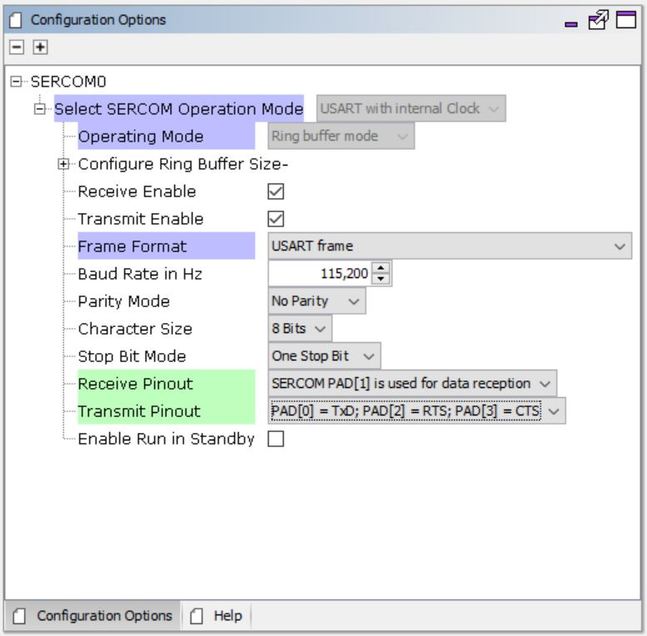 Configuration Options
SERCOM0
Select SERCOM Operation Mode USART with internal Clock
Operating Mode Ring buffer mode
Configure Ring Buffer Size-
Receive Enable
Transmit Enable
Frame Format USART frame
Baud Rate in Hz 115,200
Parity Mode No Parity
Character Size 8 Bits
Stop Bit Mode One Stop Bit
Receive Pinout SERCOM PAD[1] is used for data reception
Transmit Pinout PAD[0] = TxD; PAD[2] = RTS; PAD[3] = CTS
Enable Run in Standby
Configuration Options Help